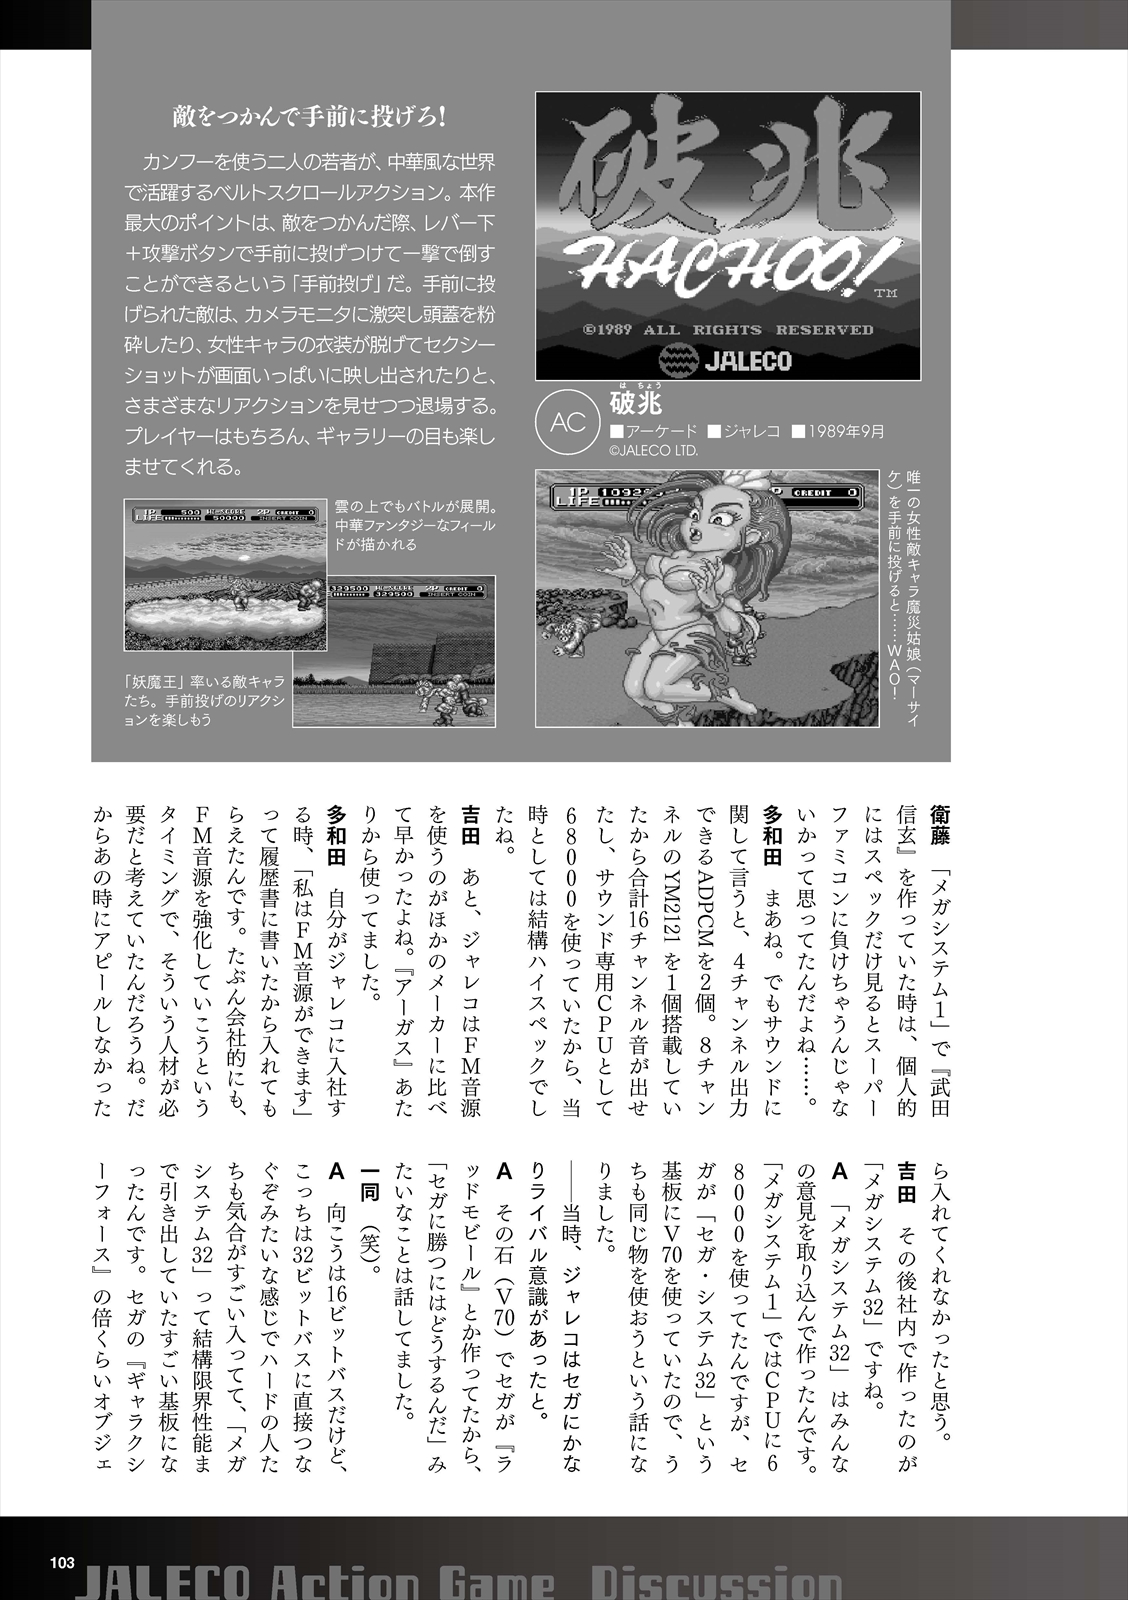 敵をつかんで手前に投げろ！
　カンフーを使う二人の若者が、中華風な世界
で活躍するベルトスクロールアクション。本作
最大のポイントは、敵をつかんだ際、レバー下
＋攻撃ボタンで手前に投げつけて一撃で倒す
ことができるという「手前投げ」だ。手前に投
げられた敵は、カメラモニタに激突し頭蓋を粉
砕したり、女性キャラの衣装が脱げてセクシー
ショットが画面いっぱいに映し出されたりと、
さまざまなリアクションを見せつつ退場する。
プレイヤーはもちろん、ギャラリーの目も楽し
ませてくれる。
破兆
HACHOO!
TM
©1989 ALL RIGHTS RESERVED
JALECO
AC
は ちょう
破兆
■アーケード ■ジャレコ ■1989年9月
©JALECO LTD.
1P 500 HI-SCORE 2P CREDIT 0
LIFE 50000 INSERT COIN
雲の上でもバトルが展開。
中華ファンタジーなフィール
ドが描かれる
329500 HI-SCORE 2P CREDIT 0
329500 INSERT COIN
「妖魔王」率いる敵キャラ
たち。手前投げのリアクシ
ョンを楽しもう
1P 10928 2P CREDIT 0
LIFE
唯一の女性敵キャラ魔災姑娘（マーサイ
ケ）を手前に投げると……WAO！
衛藤　「メガシステム1」で『武田
信玄』を作っていた時は、個人的
にはスペックだけ見るとスーパー
ファミコンに負けちゃうんじゃな
いかって思ってたんだよね……。
多和田　まあね。でもサウンドに
関して言うと、4チャンネル出力
できるADPCMを2個。8チャン
ネルのYM2121を1個搭載してい
たから合計16チャンネル音が出せ
たし、サウンド専用CPUとして
68000を使っていたから、当
時としては結構ハイスペックでし
たね。
吉田　あと、ジャレコはFM音源
を使うのがほかのメーカーに比べ
て早かったよね。『アーガス』あた
りから使ってました。
多和田　自分がジャレコに入社す
る時、「私はFM音源ができます」
って履歴書に書いたから入れても
らえたんです。たぶん会社的にも、
FM音源を強化していこうという
タイミングで、そういう人材が必
要だと考えていたんだろうね。だ
からあの時にアピールしなかった
ら入れてくれなかったと思う。
吉田　その後社内で作ったのが
「メガシステム32」ですね。
A　「メガシステム32」はみんな
の意見を取り込んで作ったんです。
「メガシステム1」ではCPUに6
8000を使ってたんですが、セ
ガが「セガ・システム32」という
基板にV70を使っていたので、う
ちも同じ物を使おうという話にな
りました。
――当時、ジャレコはセガにかな
りライバル意識があったと。
A　その石（V70）でセガが『ラ
ッドモビール』とか作ってたから、
「セガに勝つにはどうするんだ」み
たいなことは話してました。
一同　（笑）。
A　向こうは16ビットバスだけど、
こっちは32ビットバスに直接つな
ぐぞみたいな感じでハードの人た
ちも気合がすごい入ってて、「メガ
システム32」って結構限界性能ま
で引き出していたすごい基板にな
ったんです。セガの『ギャラクシ
ーフォース』の倍くらいオブジェ
103
JALECO Action Game Discussion